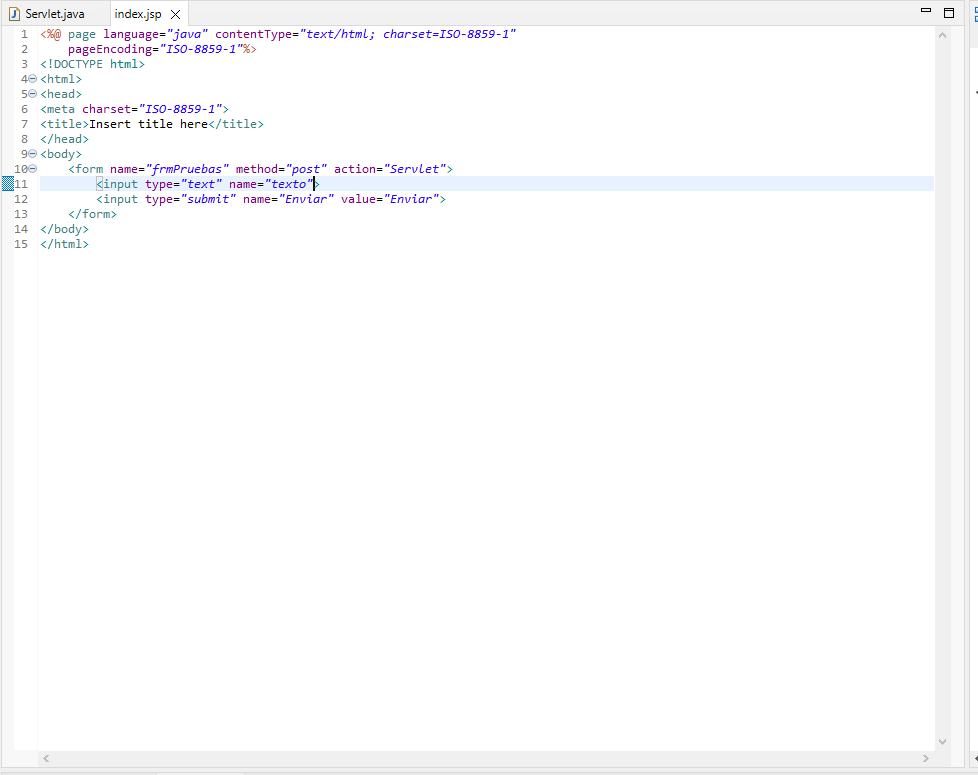 Servlet.java index.jsp
1 <%@ page language="java" contentType="text/html; charset=ISO-8859-1"
2     pageEncoding="ISO-8859-1"%>
3 <!DOCTYPE html>
4 <html>
5 <head>
6 <meta charset="ISO-8859-1">
7 <title>Insert title here</title>
8 </head>
9 <body>
10     <form name="frmPruebas" method="post" action="Servlet">
11         <input type="text" name="texto">
12         <input type="submit" name="Enviar" value="Enviar">
13     </form>
14 </body>
15 </html>